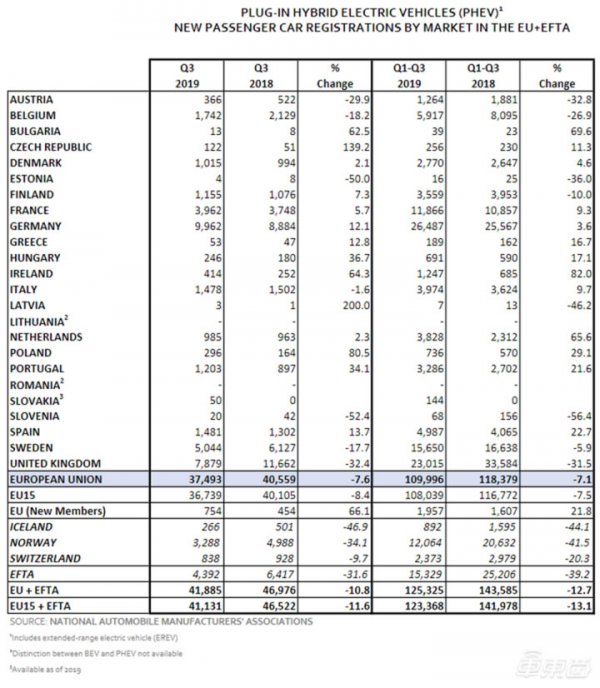 PLUG-IN HYBRID ELECTRIC VEHICLES (PHEV)¹
NEW PASSENGER CAR REGISTRATIONS BY MARKET IN THE EU+EFTA
Q3 Q3 % Q1-Q3 Q1-Q3 %
2019 2018 Change 2019 2018 Change
AUSTRIA 366 522 -29.9 1,264 1,881 -32.8
BELGIUM 1,742 2,129 -18.2 5,917 8,095 -26.9
BULGARIA 13 8 62.5 39 23 69.6
CZECH REPUBLIC 122 51 139.2 256 230 11.3
DENMARK 1,015 994 2.1 2,770 2,647 4.6
ESTONIA 4 8 -50.0 16 25 -36.0
FINLAND 1,155 1,076 7.3 3,559 3,953 -10.0
FRANCE 3,962 3,748 5.7 11,866 10,857 9.3
GERMANY 9,962 8,884 12.1 26,487 25,567 3.6
GREECE 53 47 12.8 189 162 16.7
HUNGARY 246 180 36.7 691 590 17.1
IRELAND 414 252 64.3 1,247 685 82.0
ITALY 1,478 1,502 -1.6 3,974 3,624 9.7
LATVIA 3 1 200.0 7 13 -46.2
LITHUANIA² - - - -
NETHERLANDS 985 963 2.3 3,828 2,312 65.6
POLAND 296 164 80.5 736 570 29.1
PORTUGAL 1,203 897 34.1 3,286 2,702 21.6
ROMANIA² - - - -
SLOVAKIA³ 50 0 144 0
SLOVENIA 20 42 -52.4 68 156 -56.4
SPAIN 1,481 1,302 13.7 4,987 4,065 22.7
SWEDEN 5,044 6,127 -17.7 15,650 16,638 -5.9
UNITED KINGDOM 7,879 11,662 -32.4 23,015 33,584 -31.5
EUROPEAN UNION 37,493 40,559 -7.6 109,996 118,379 -7.1
EU15 36,739 40,105 -8.4 108,039 116,772 -7.5
EU (New Members) 754 454 66.1 1,957 1,607 21.8
ICELAND 266 501 -46.9 892 1,595 -44.1
NORWAY 3,288 4,988 -34.1 12,064 20,632 -41.5
SWITZERLAND 838 928 -9.7 2,373 2,979 -20.3
EFTA 4,392 6,417 -31.6 15,329 25,206 -39.2
EU + EFTA 41,885 46,976 -10.8 125,325 143,585 -12.7
EU15 + EFTA 41,131 46,522 -11.6 123,368 141,978 -13.1
SOURCE: NATIONAL AUTOMOBILE MANUFACTURERS' ASSOCIATIONS
¹Includes extended-range electric vehicle (EREV)
²Distinction between BEV and PHEV not available
³Available as of 2019
車東西